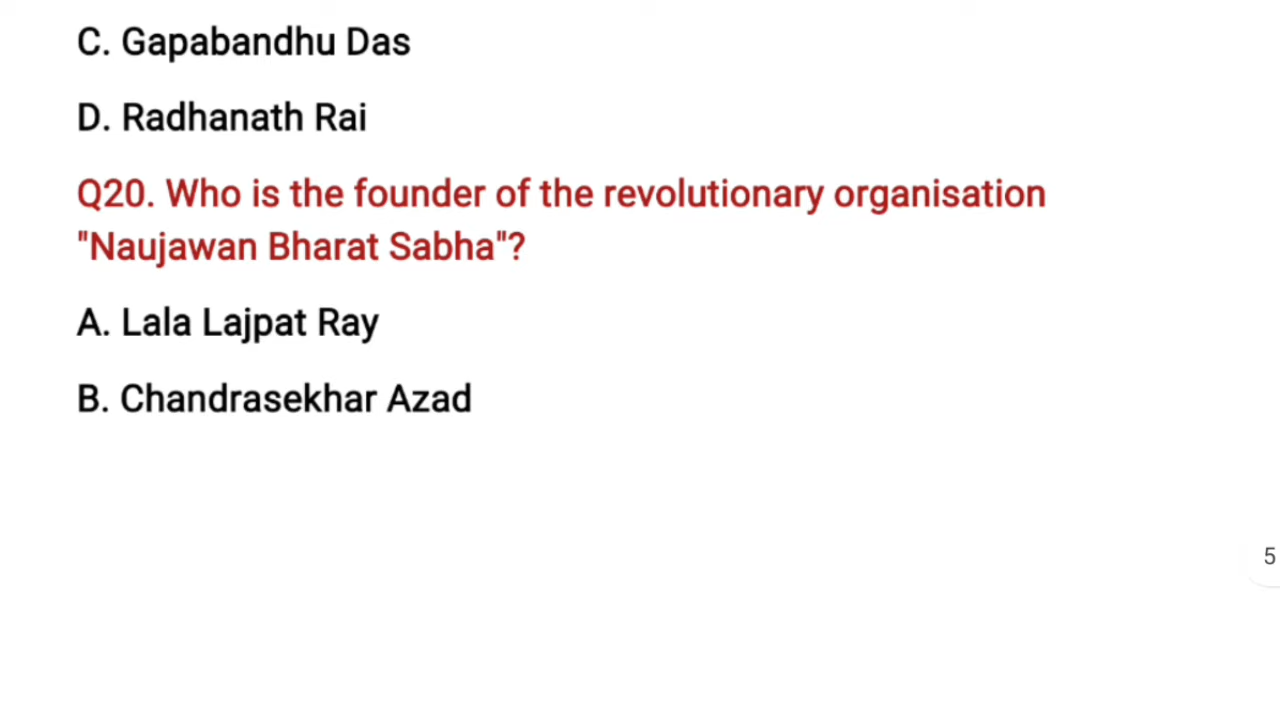 C. Gapabandhu Das
D. Radhanath Rai
Q20. Who is the founder of the revolutionary organisation
"Naujawan Bharat Sabha"?
A. Lala Lajpat Ray
B. Chandrasekhar Azad
5